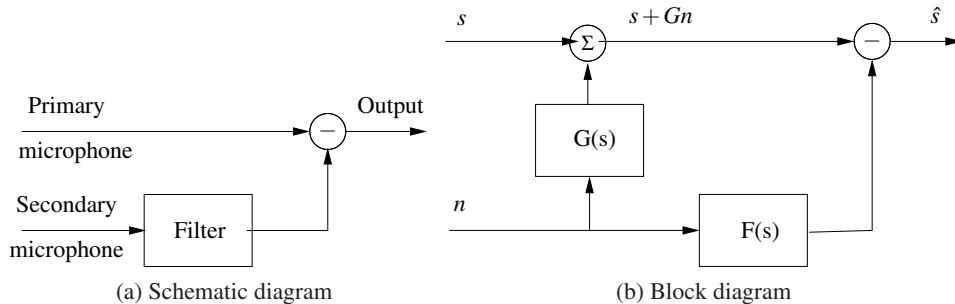 Primary
microphone
Output
−
Secondary
microphone
Filter
(a) Schematic diagram
s
Σ
s + Gn
−
ŝ
G(s)
n
F(s)
(b) Block diagram